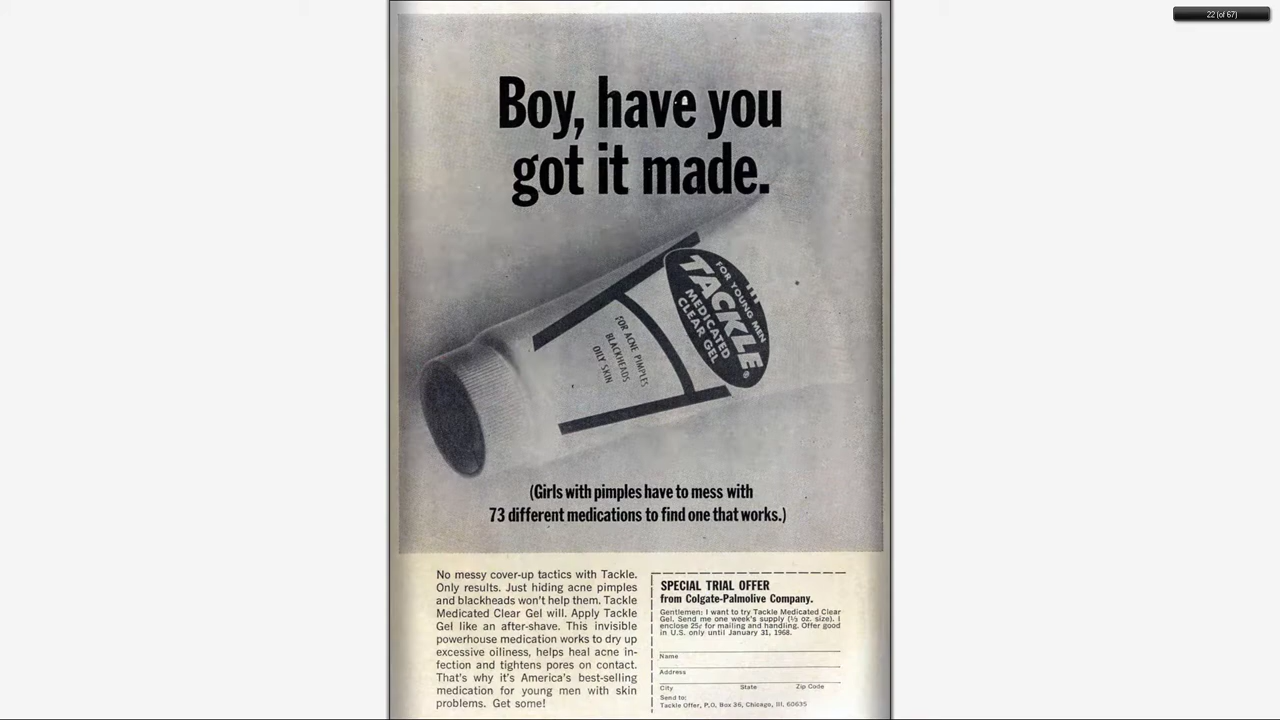 22 (of 67)
Boy, have you
got it made.
FOR YOUNG MEN
TACKLE®
MEDICATED
CLEAR GEL
FOR ACNE PIMPLES
BLACKHEADS
OILY SKIN
(Girls with pimples have to mess with
73 different medications to find one that works.)
No messy cover-up tactics with Tackle.
Only results. Just hiding acne pimples
and blackheads won't help them. Tackle
Medicated Clear Gel will. Apply Tackle
Gel like an after-shave. This invisible
powerhouse medication works to dry up
excessive oiliness, helps heal acne in-
fection and tightens pores on contact.
That's why it's America's best-selling
medication for young men with skin
problems. Get some!
SPECIAL TRIAL OFFER
from Colgate-Palmolive Company.
Gentlemen: I want to try Tackle Medicated Clear
Gel. Send me one week's supply (½ oz. size). I
enclose 25¢ for mailing and handling. Offer good
in U.S. only until January 31, 1968.
Name
Address
City State Zip Code
Send to:
Tackle Offer, P.O. Box 36, Chicago, Ill. 60635